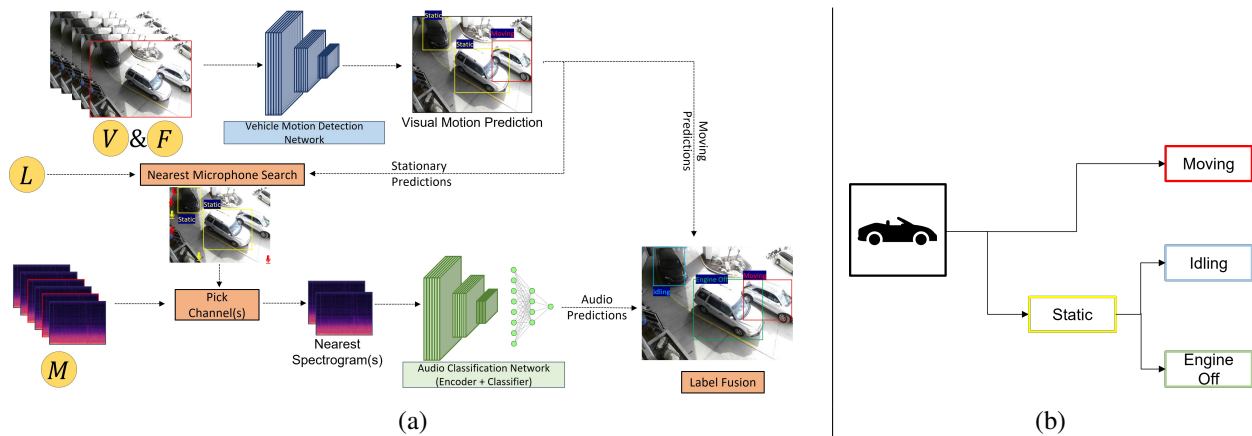 Static
Static
Moving
V & F
Vehicle Motion Detection
Network
Visual Motion Prediction
Moving
Predictions
L
Nearest Microphone Search
Stationary
Predictions
Static
Static
M
Pick
Channel(s)
Nearest
Spectrogram(s)
Audio Classification Network
(Encoder + Classifier)
Audio
Predictions
Idling
Engine Off
Moving
Label Fusion
(a)
Moving
Idling
Static
Engine
Off
(b)